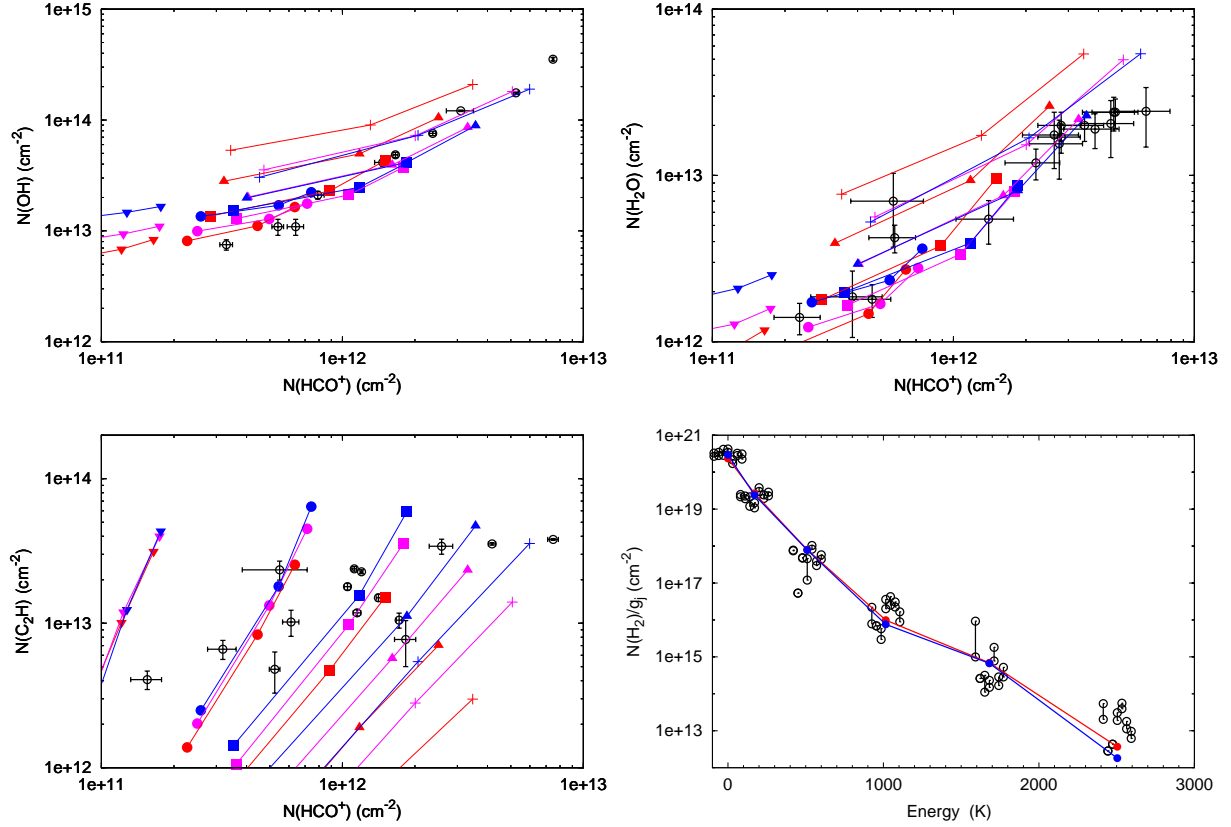 1e+15
1e+14
1e+13
1e+12
N(OH) (cm-2)
1e+11
1e+12
1e+13
N(HCO+) (cm-2)
1e+14
1e+13
1e+12
N(H2O) (cm-2)
1e+11
1e+12
1e+13
N(HCO+) (cm-2)
1e+14
1e+13
1e+12
N(C2H) (cm-2)
1e+11
1e+12
1e+13
N(HCO+) (cm-2)
1e+21
1e+19
1e+17
1e+15
1e+13
N(H2)/gj (cm-2)
0
1000
2000
3000
Energy (K)